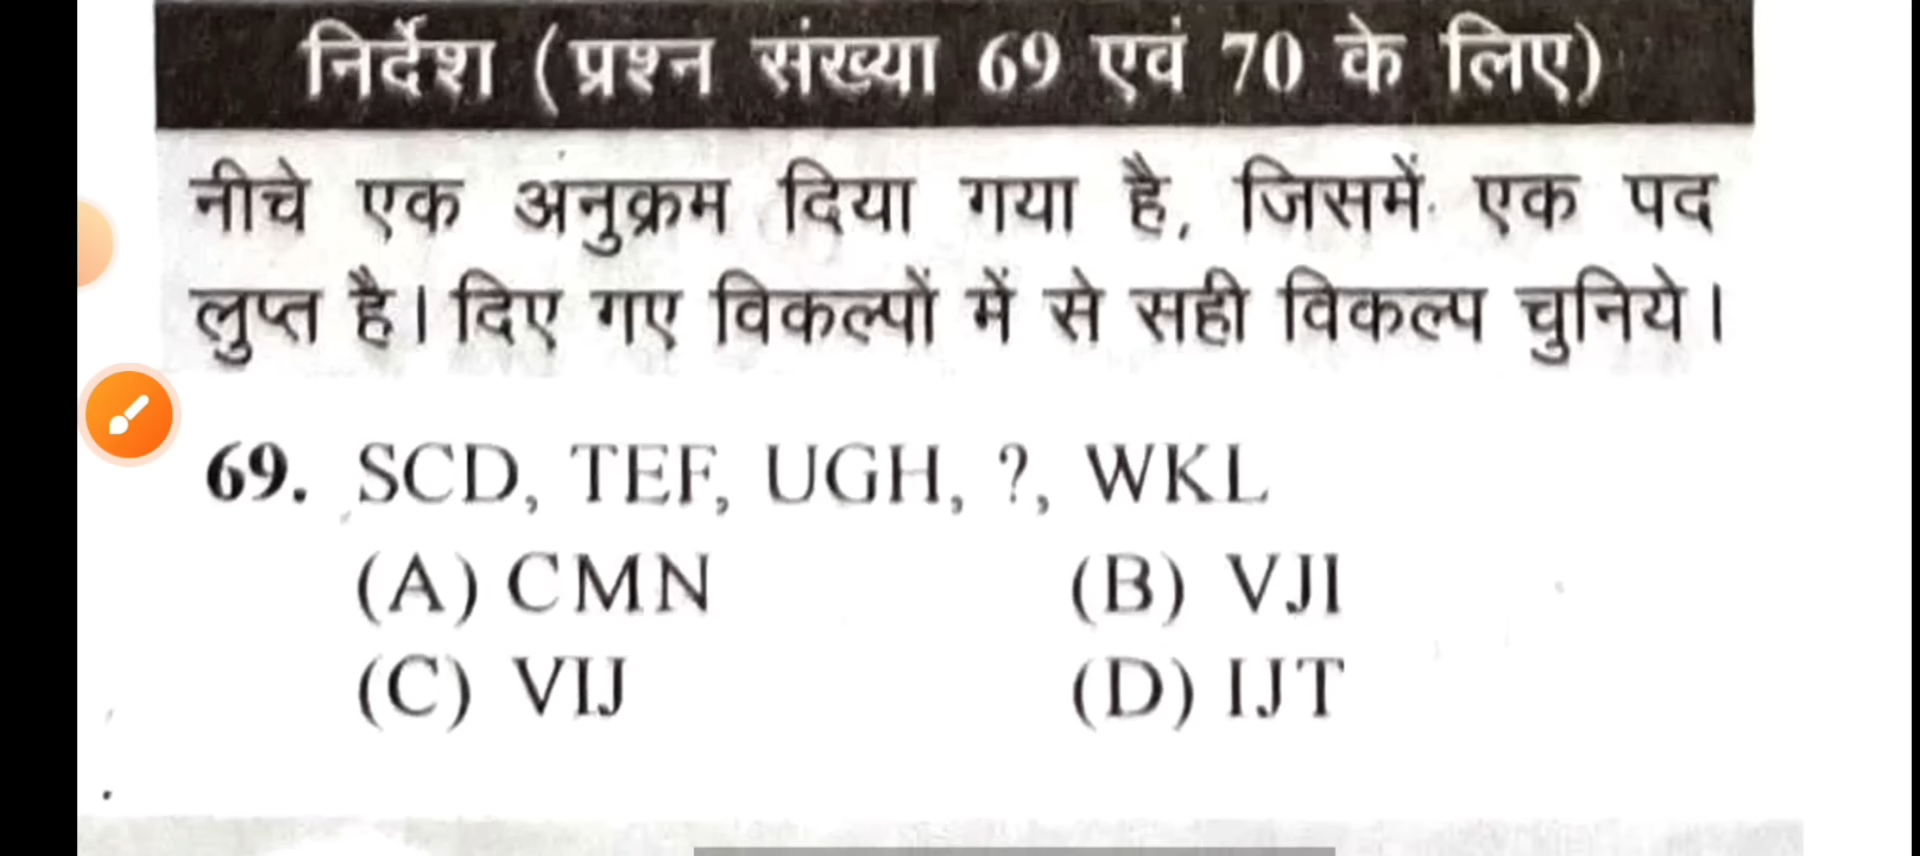 निर्देश (प्रश्न संख्या 69 एवं 70 के लिए)
नीचे एक अनुक्रम दिया गया है, जिसमें एक पद
लुप्त है। दिए गए विकल्पों में से सही विकल्प चुनिये।
69. SCD, TEF, UGH, ?, WKL
(A) CMN (B) VJI
(C) VIJ (D) IJT